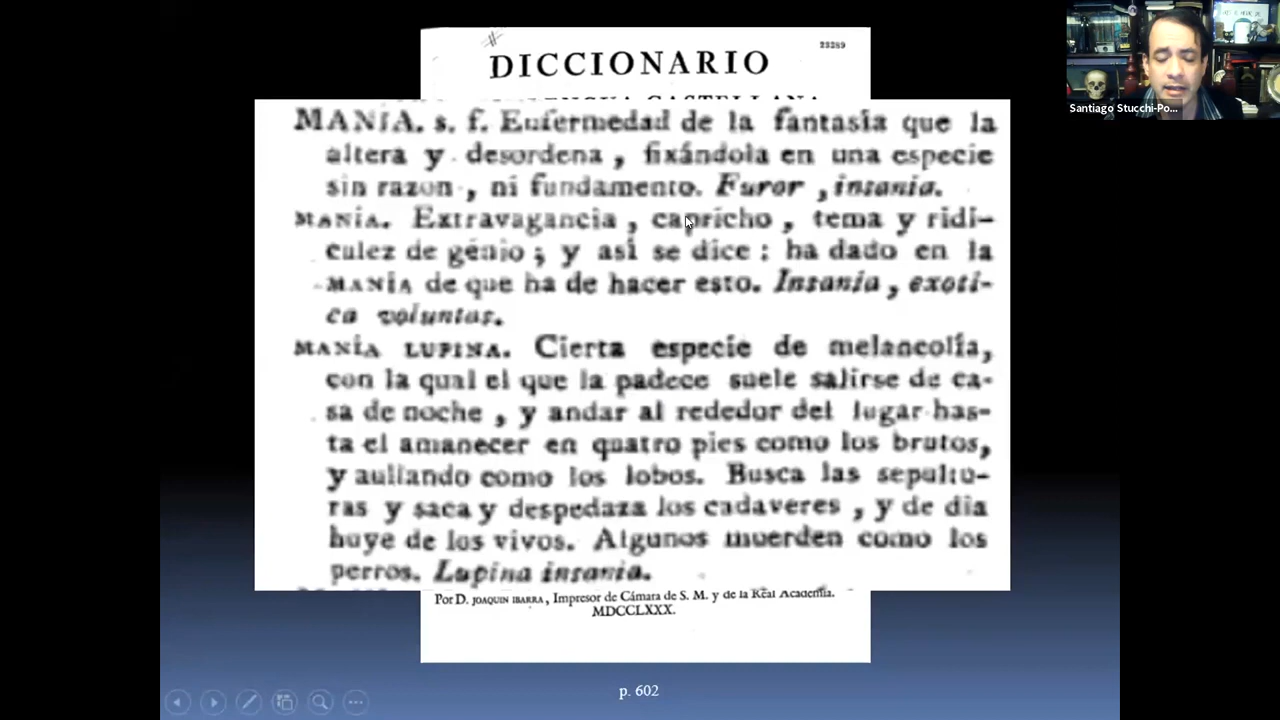 DICCIONARIO
23289
MANÍA. s. f. Enfermedad de la fantasía que la
altera y desordena, fixándola en una especie
sin razon, ni fundamento. Furor, insania.
MANÍA. Extravagancia, capricho, tema y ridi-
culez de génio; y así se dice: ha dado en la
MANÍA de que ha de hacer esto. Insania, exoti-
ca voluntas.
MANÍA LUPINA. Cierta especie de melancolía,
con la qual el que la padece suele salirse de ca-
sa de noche, y andar al rededor del lugar has-
ta el amanecer en quatro pies como los brutos,
y aullando como los lobos. Busca las sepultu-
ras y saca y despedaza los cadaveres, y de dia
huye de los vivos. Algunos muerden como los
perros. Lupina insania.
Por D. JOAQUIN IBARRA, Impresor de Cámara de S. M. y de la Real Academia.
MDCCLXXX.
p. 602
Santiago Stucchi-Po...